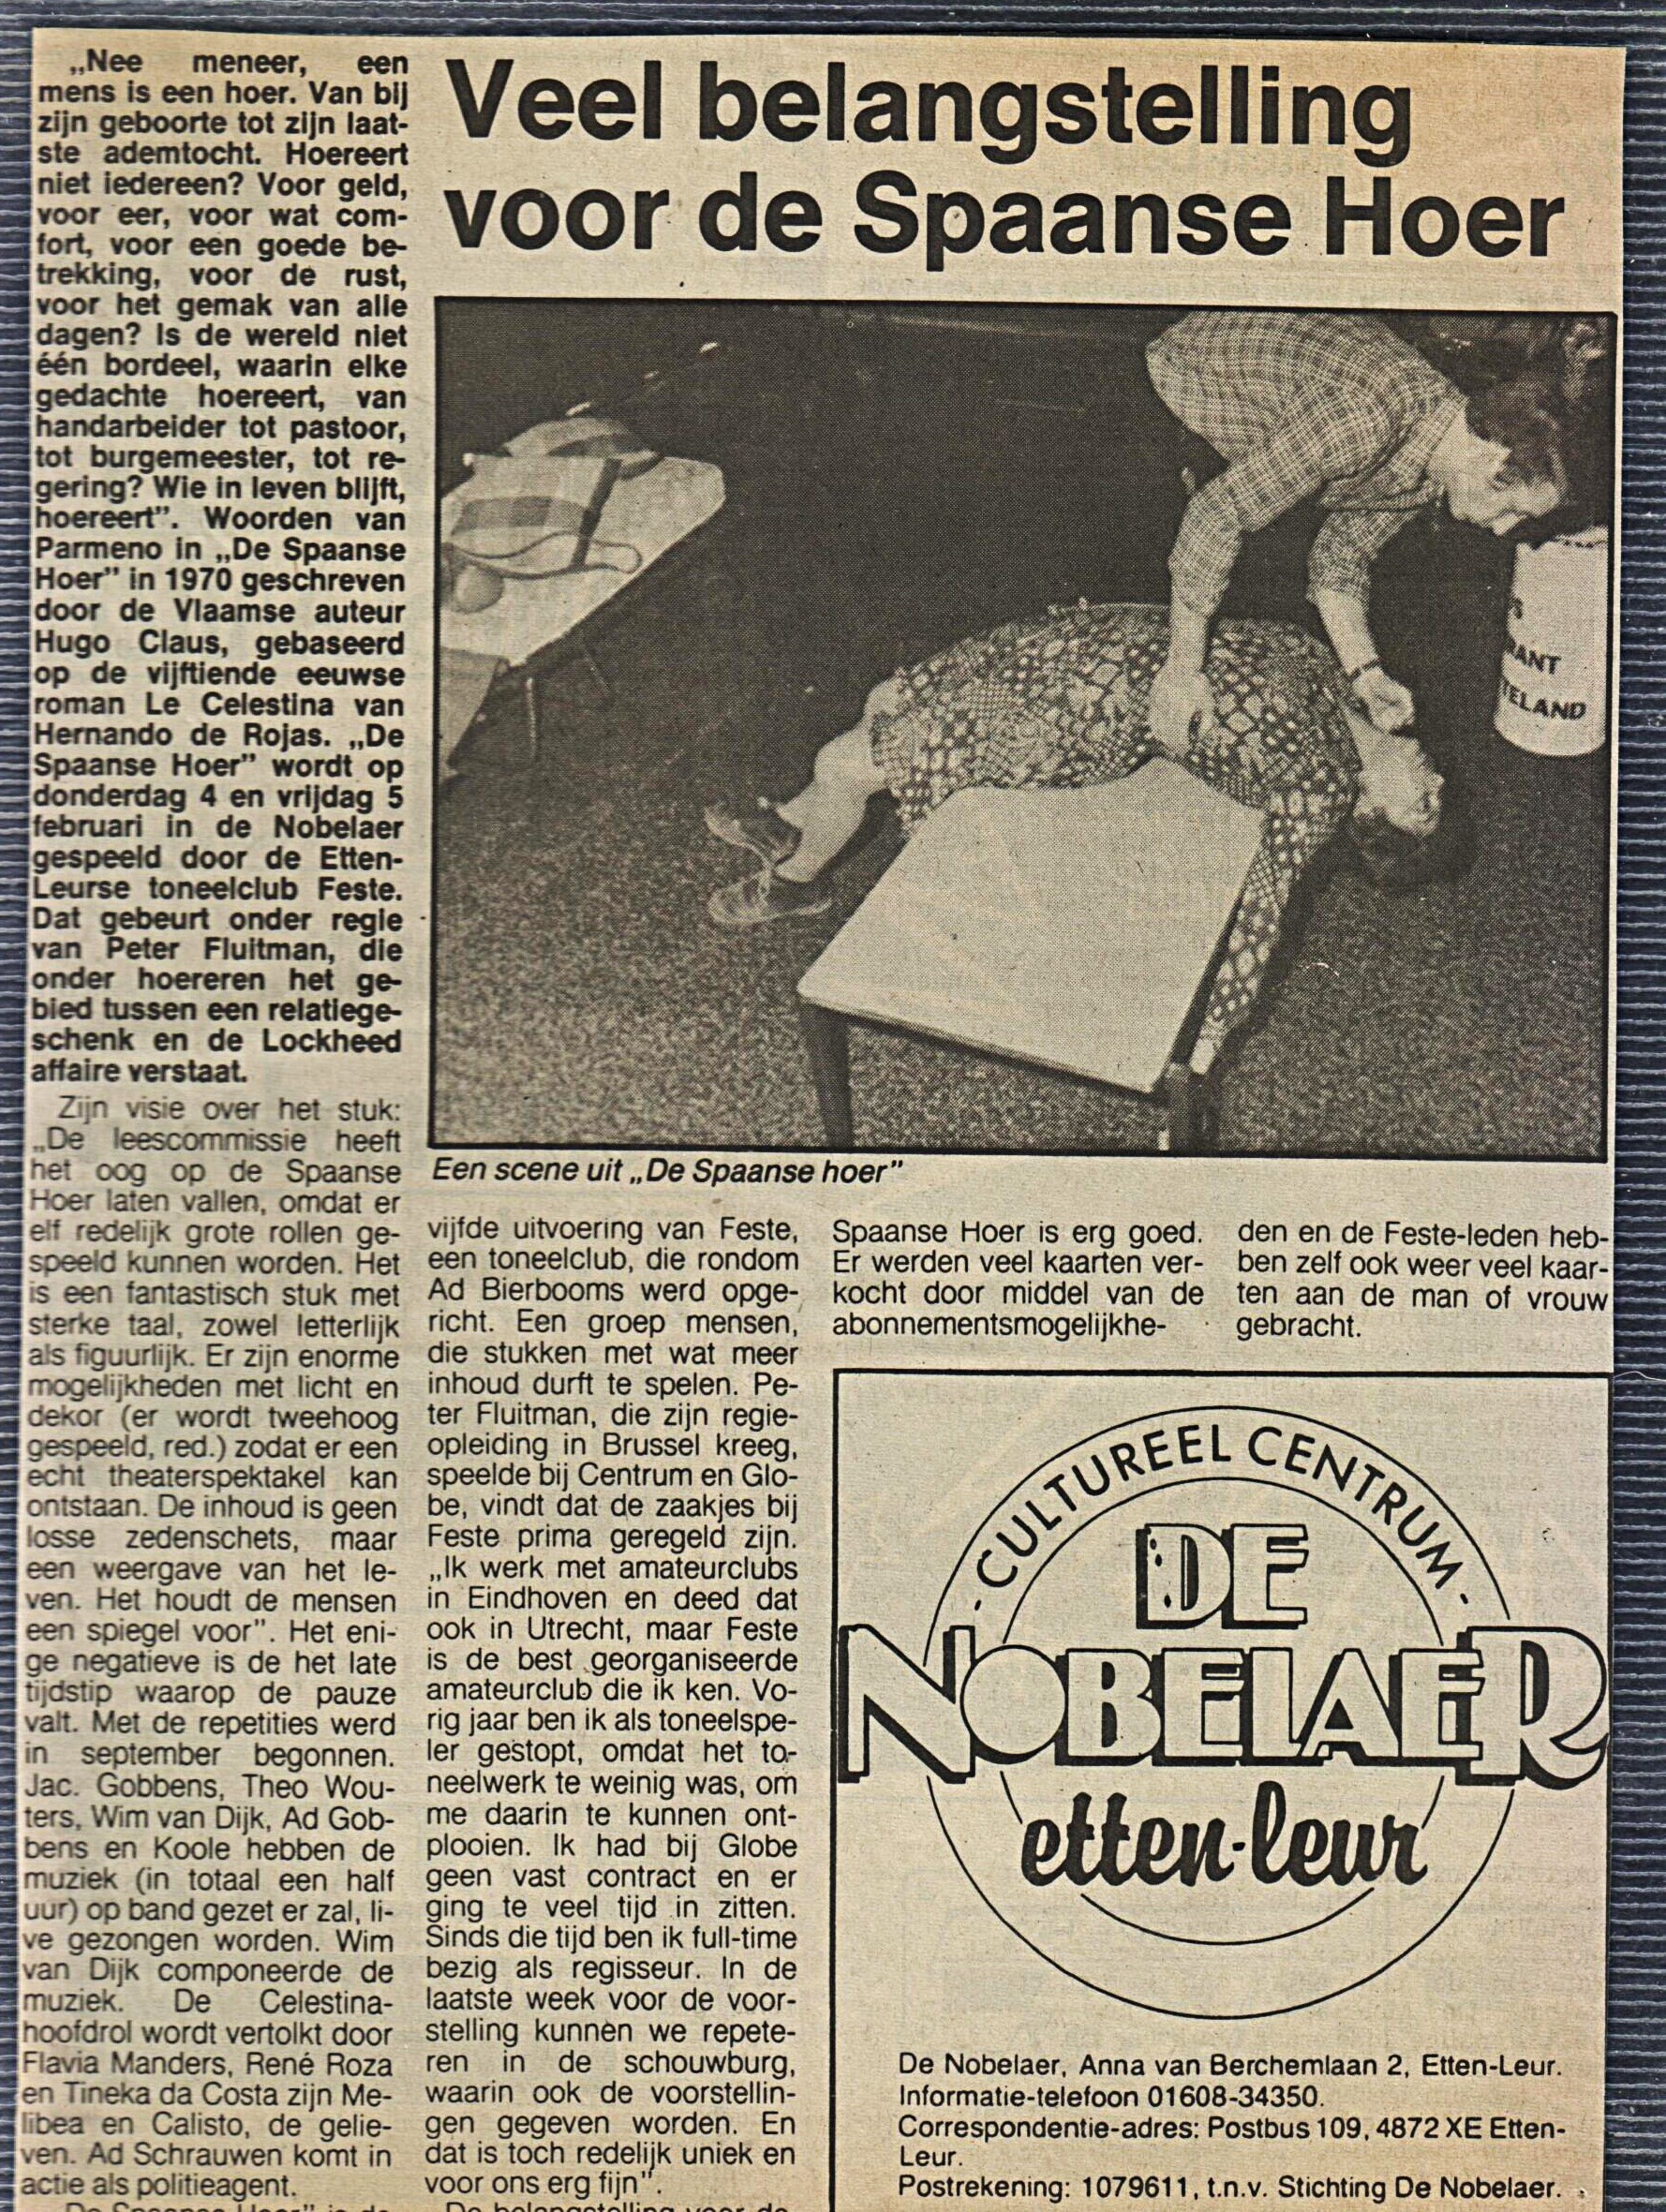 „Nee meneer, een
mens is een hoer. Van bij
zijn geboorte tot zijn laat-
ste ademtocht. Hoereert
niet iedereen? Voor geld,
voor eer, voor wat com-
fort, voor een goede be-
trekking, voor de rust,
voor het gemak van alle
dagen? Is de wereld niet
één bordeel, waarin elke
gedachte hoereert, van
handarbeider tot pastoor,
tot burgemeester, tot re-
gering? Wie in leven blijft,
hoereert”. Woorden van
Parmeno in „De Spaanse
Hoer” in 1970 geschreven
door de Vlaamse auteur
Hugo Claus, gebaseerd
op de vijftiende eeuwse
roman Le Celestina van
Hernando de Rojas. „De
Spaanse Hoer” wordt op
donderdag 4 en vrijdag 5
februari in de Nobelaer
gespeeld door de Etten-
Leurse toneelclub Feste.
Dat gebeurt onder regie
van Peter Fluitman, die
onder hoereren het ge-
bied tussen een relatiege-
schenk en de Lockheed
affaire verstaat.
Zijn visie over het stuk:
„De leescommissie heeft
het oog op de Spaanse
Hoer laten vallen, omdat er
elf redelijk grote rollen ge-
speeld kunnen worden. Het
is een fantastisch stuk met
sterke taal, zowel letterlijk
als figuurlijk. Er zijn enorme
mogelijkheden met licht en
dekor (er wordt tweehoog
gespeeld, red.) zodat er een
echt theaterspektakel kan
ontstaan. De inhoud is geen
losse zedenschets, maar
een weergave van het le-
ven. Het houdt de mensen
een spiegel voor”. Het eni-
ge negatieve is de het late
tijdstip waarop de pauze
valt. Met de repetities werd
in september begonnen.
Jac. Gobbens, Theo Wou-
ters, Wim van Dijk, Ad Gob-
bens en Koole hebben de
muziek (in totaal een half
uur) op band gezet er zal, li-
ve gezongen worden. Wim
van Dijk componeerde de
muziek. De Celestina-
hoofdrol wordt vertolkt door
Flavia Manders, René Roza
en Tineka da Costa zijn Me-
libea en Calisto, de gelie-
ven. Ad Schrauwen komt in
actie als politieagent.
„De Spaanse Hoer” is de
Veel belangstelling
voor de Spaanse Hoer
S
RANT
TELAND
Een scene uit „De Spaanse hoer”
vijfde uitvoering van Feste,
een toneelclub, die rondom
Ad Bierbooms werd opge-
richt. Een groep mensen,
die stukken met wat meer
inhoud durft te spelen. Pe-
ter Fluitman, die zijn regie-
opleiding in Brussel kreeg,
speelde bij Centrum en Glo-
be, vindt dat de zaakjes bij
Feste prima geregeld zijn.
„Ik werk met amateurclubs
in Eindhoven en deed dat
ook in Utrecht, maar Feste
is de best georganiseerde
amateurclub die ik ken. Vo-
rig jaar ben ik als toneelspe-
ler gestopt, omdat het to-
neelwerk te weinig was, om
me daarin te kunnen ont-
plooien. Ik had bij Globe
geen vast contract en er
ging te veel tijd in zitten.
Sinds die tijd ben ik full-time
bezig als regisseur. In de
laatste week voor de voor-
stelling kunnen we repete-
ren in de schouwburg,
waarin ook de voorstellin-
gen gegeven worden. En
dat is toch redelijk uniek en
voor ons erg fijn”.
De belangstelling voor de
Spaanse Hoer is erg goed.
Er werden veel kaarten ver-
kocht door middel van de
abonnementsmogelijkhe-
den en de Feste-leden heb-
ben zelf ook weer veel kaar-
ten aan de man of vrouw
gebracht.
- CULTUREEL CENTRUM -
DE
NOBELAER
etten-leur
De Nobelaer, Anna van Berchemlaan 2, Etten-Leur.
Informatie-telefoon 01608-34350.
Correspondentie-adres: Postbus 109, 4872 XE Etten-
Leur.
Postrekening: 1079611, t.n.v. Stichting De Nobelaer.